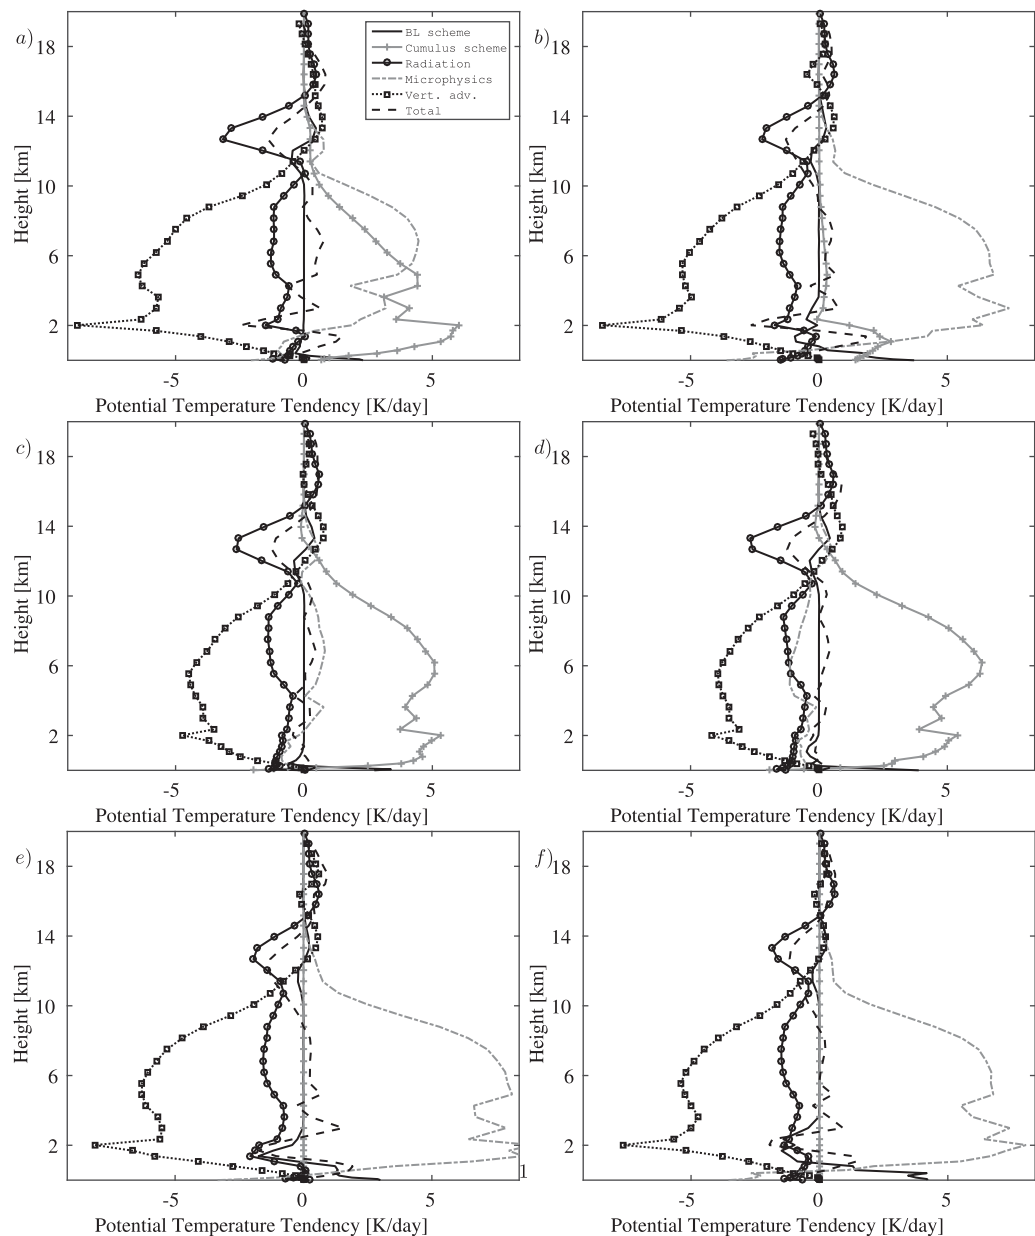 a)
BL scheme
Cumulus scheme
Radiation
Microphysics
Vert. adv.
Total
18
14
10
6
2
Height [km]
-5 0 5
Potential Temperature Tendency [K/day]
b)
18
14
10
6
2
Height [km]
-5 0 5
Potential Temperature Tendency [K/day]
c)
18
14
10
6
2
Height [km]
-5 0 5
Potential Temperature Tendency [K/day]
d)
18
14
10
6
2
Height [km]
-5 0 5
Potential Temperature Tendency [K/day]
e)
18
14
10
6
2
Height [km]
-5 0 5
Potential Temperature Tendency [K/day]
1
f)
18
14
10
6
2
Height [km]
-5 0 5
Potential Temperature Tendency [K/day]